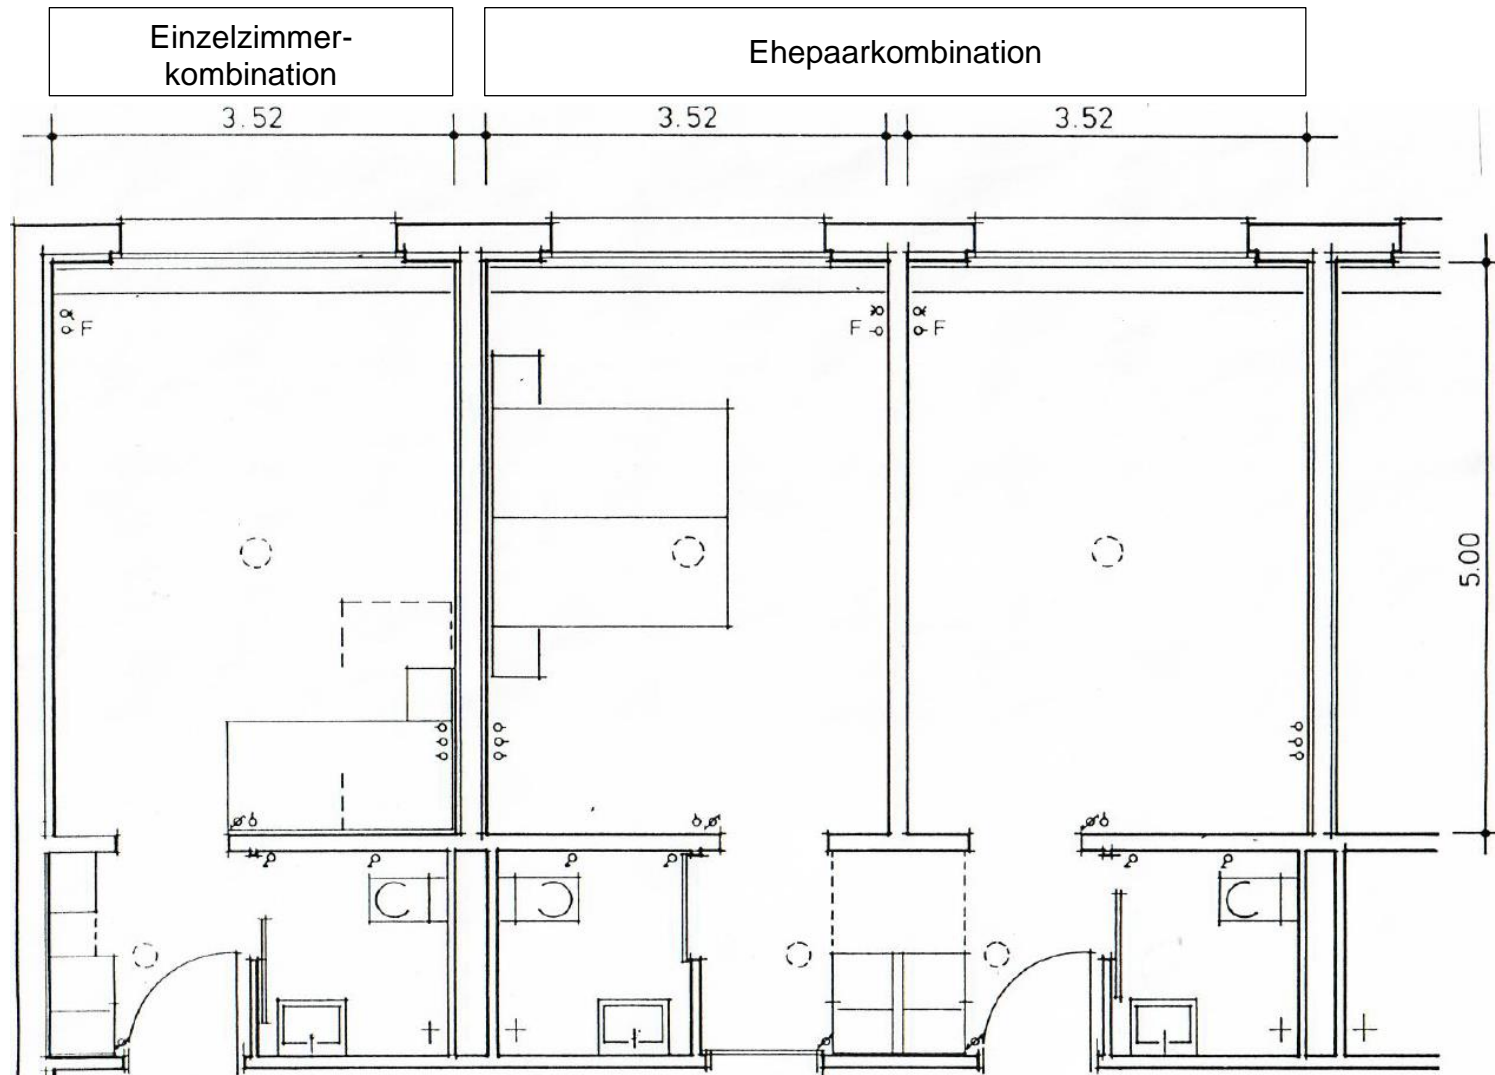 Einzelzimmer-
kombination
Ehepaarkombination
3.52
3.52
3.52
F
F
F
5.00